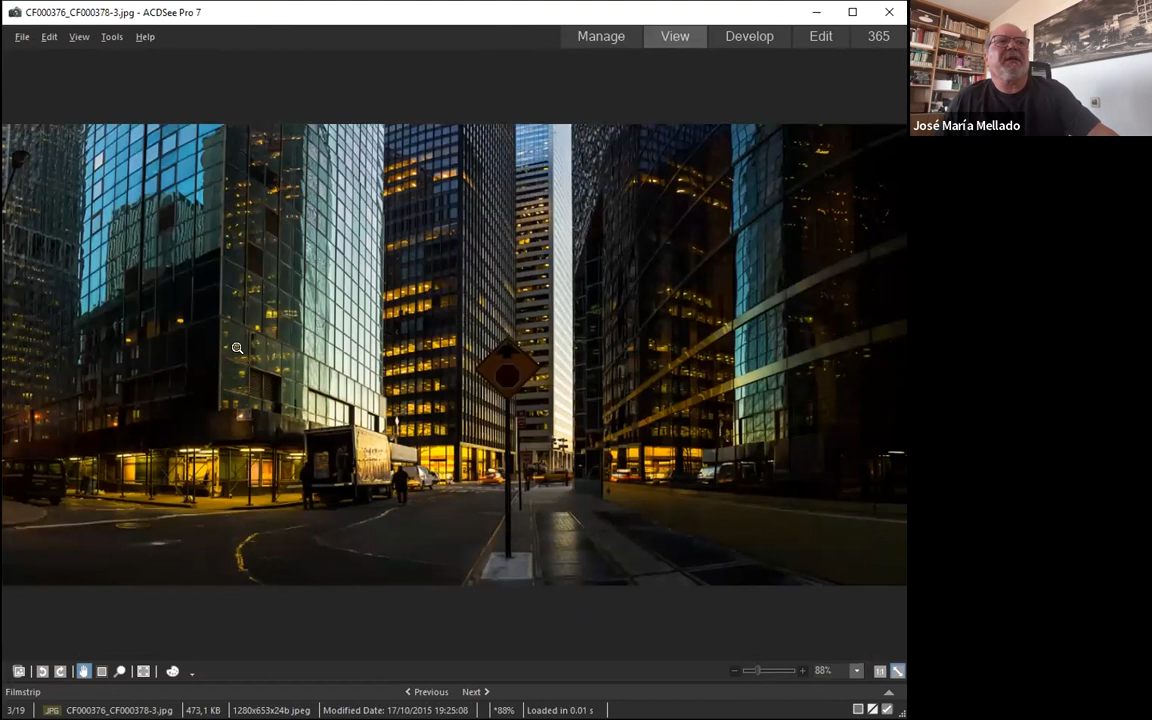 CF000376_CF000378-3.jpg - ACDSee Pro 7
File Edit View Tools Help
Manage View Develop Edit 365
José María Mellado
88%
Filmstrip
Previous Next
3/19 JPG CF000376_CF000378-3.jpg 473,1 KB 1280x653x24b jpeg Modified Date: 17/10/2015 19:25:08 *88% Loaded in 0.01 s